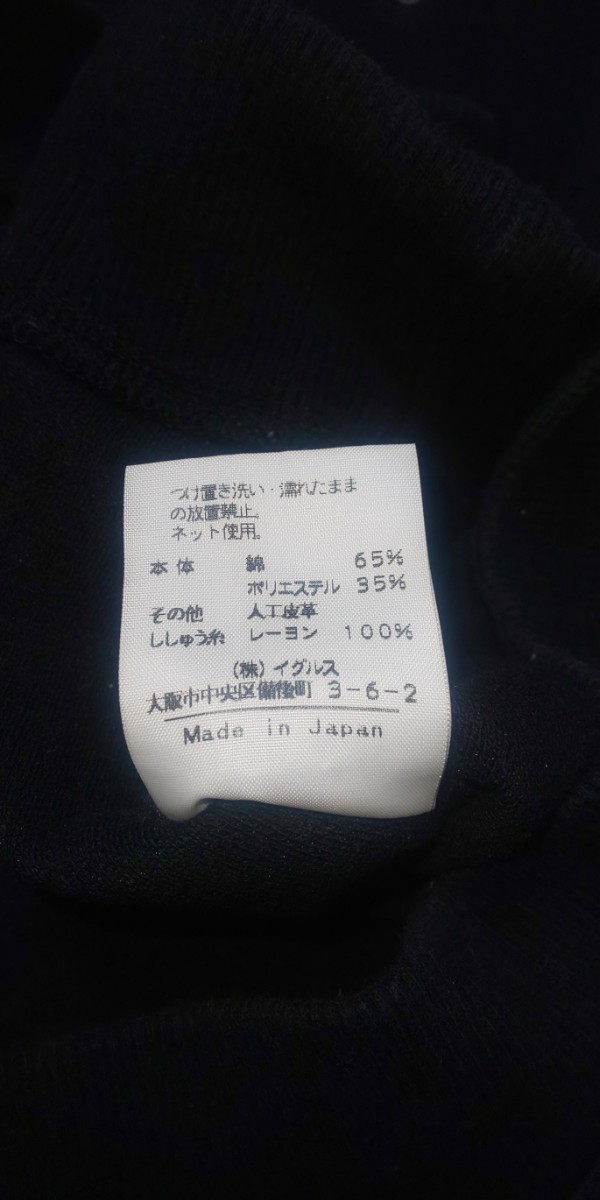 つけ置き洗い・濡れたまま
の放置禁止。
ネット使用。
本体 綿 65%
ポリエステル 35%
その他 人工皮革
ししゅう糸 レーヨン 100%
(株)イグルス
大阪市中央区備後町 3-6-2
Made in Japan